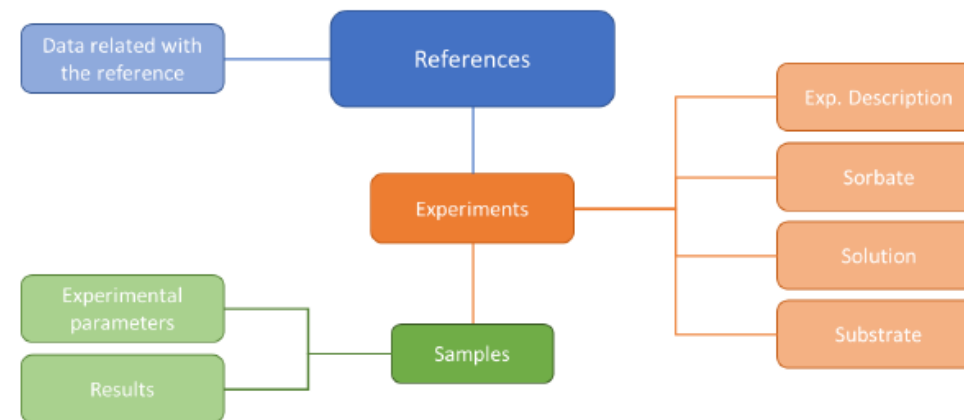 Data related with
the reference
References
Exp. Description
Sorbate
Experiments
Solution
Experimental
parameters
Substrate
Samples
Results